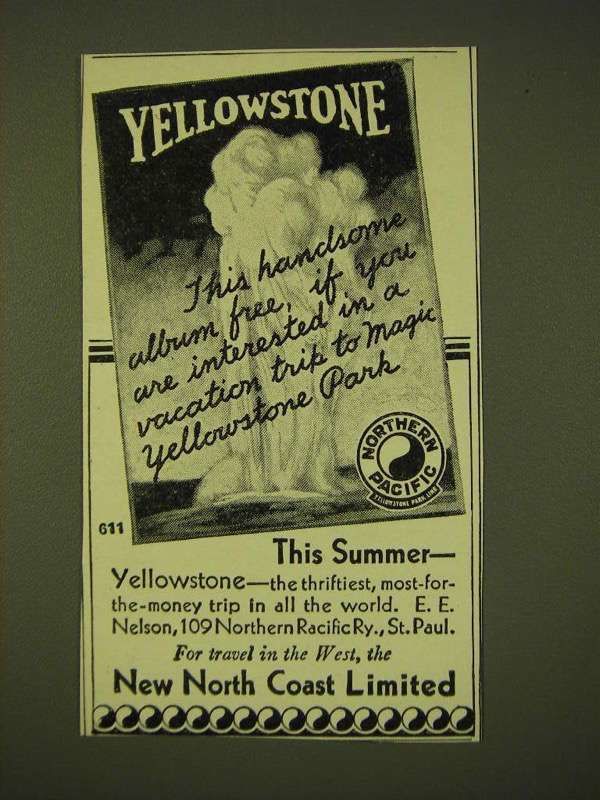 YELLOWSTONE
This handsome
album free, if you
are interested in a
vacation trip to Magic
Yellowstone Park
NORTHERN
PACIFIC
YELLOWSTONE PARK LINE
611
This Summer—
Yellowstone—the thriftiest, most-for-
the-money trip in all the world. E. E.
Nelson, 109 Northern Racific Ry., St. Paul.
For travel in the West, the
New North Coast Limited